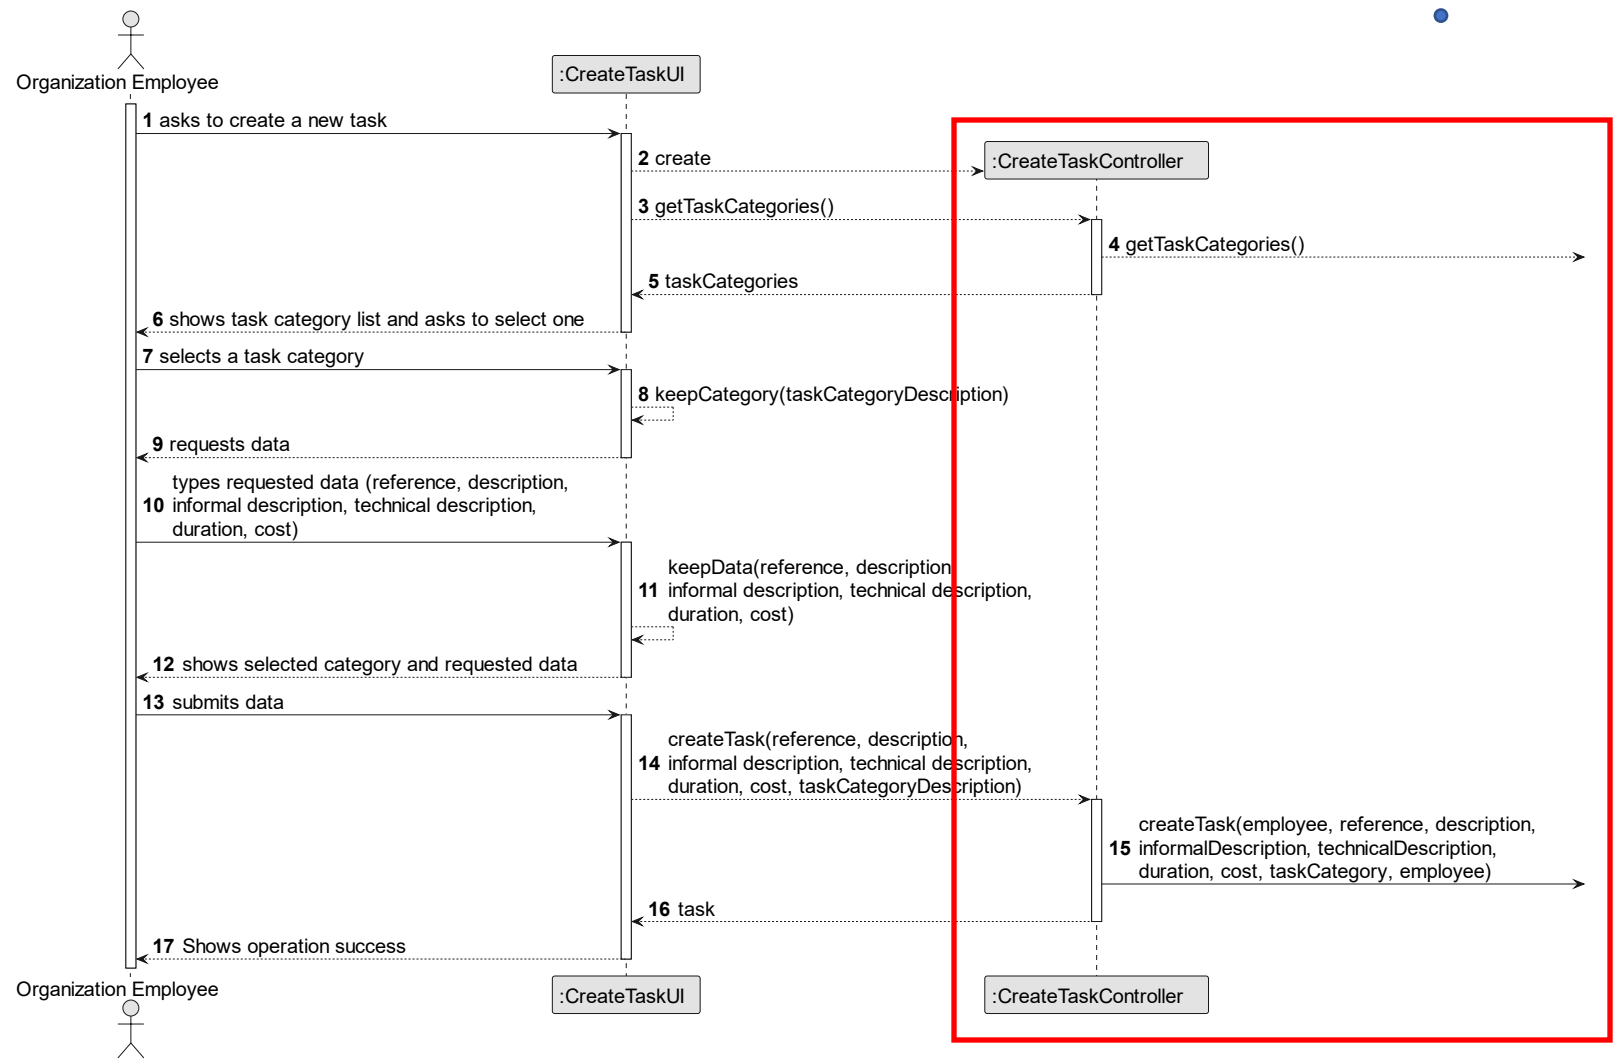 Organization Employee
:CreateTaskUI
1 asks to create a new task
2 create
:CreateTaskController
3 getTaskCategories()
4 getTaskCategories()
5 taskCategories
6 shows task category list and asks to select one
7 selects a task category
8 keepCategory(taskCategoryDescription)
9 requests data
types requested data (reference, description,
10 informal description, technical description,
duration, cost)
keepData(reference, description
11 informal description, technical description,
duration, cost)
12 shows selected category and requested data
13 submits data
createTask(reference, description,
14 informal description, technical description,
duration, cost, taskCategoryDescription)
createTask(employee, reference, description,
15 informalDescription, technicalDescription,
duration, cost, taskCategory, employee)
16 task
17 Shows operation success
Organization Employee
:CreateTaskUI
:CreateTaskController